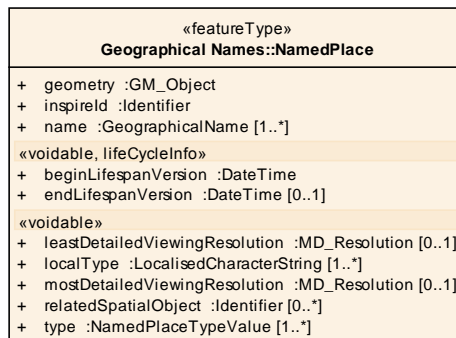 «featureType»
Geographical Names::NamedPlace
+ geometry :GM_Object
+ inspireId :Identifier
+ name :GeographicalName [1..*]
«voidable, lifeCycleInfo»
+ beginLifespanVersion :DateTime
+ endLifespanVersion :DateTime [0..1]
«voidable»
+ leastDetailedViewingResolution :MD_Resolution [0..1]
+ localType :LocalisedCharacterString [1..*]
+ mostDetailedViewingResolution :MD_Resolution [0..1]
+ relatedSpatialObject :Identifier [0..*]
+ type :NamedPlaceTypeValue [1..*]